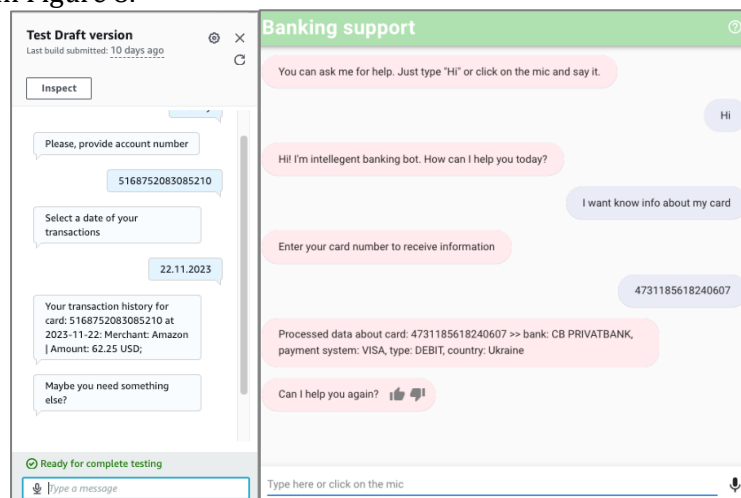 Test Draft version
Last build submitted: 10 days ago
Inspect
Please, provide account number
5168752083085210
Select a date of your
transactions
22.11.2023
Your transaction history for
card: 5168752083085210 at
2023-11-22: Merchant: Amazon
| Amount: 62.25 USD;
Maybe you need something
else?
Ready for complete testing
Type a message
Banking support
You can ask me for help. Just type "Hi" or click on the mic and say it.
Hi
Hi! I'm intellegent banking bot. How can I help you today?
I want know info about my card
Enter your card number to receive information
4731185618240607
Processed data about card: 4731185618240607 >> bank: CB PRIVATBANK,
payment system: VISA, type: DEBIT, country: Ukraine
Can I help you again?
Type here or click on the mic